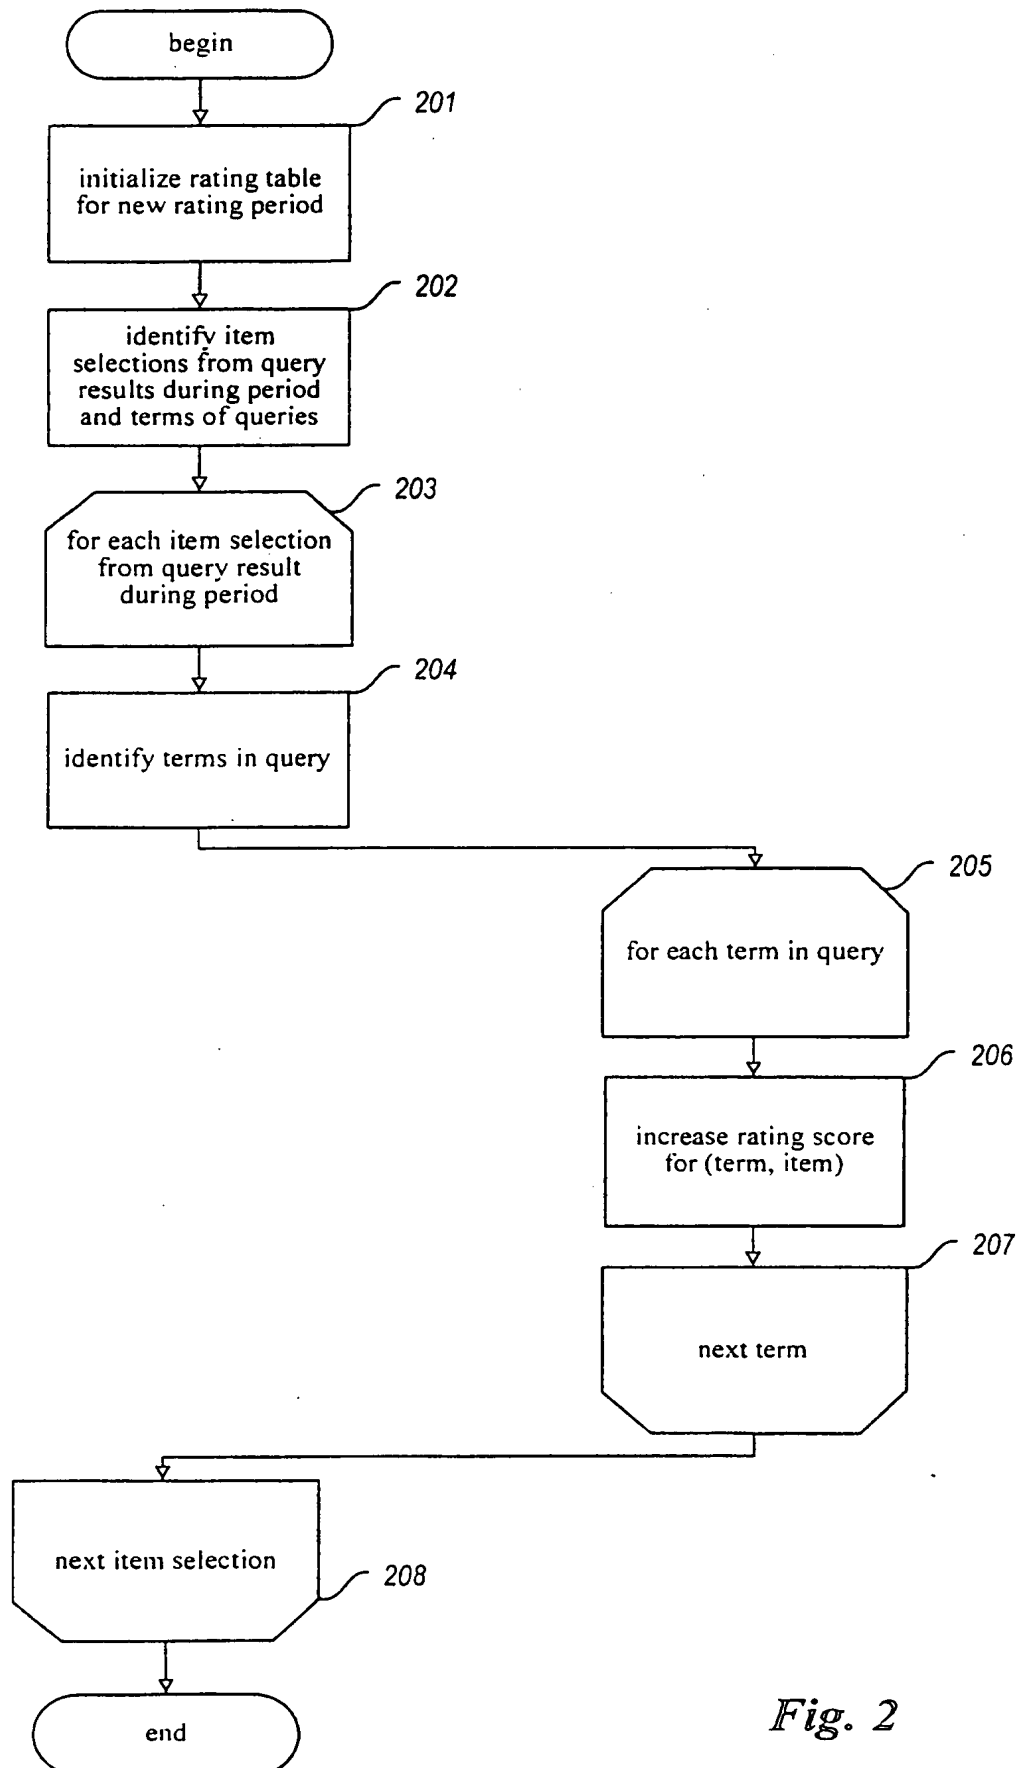 begin
201
initialize rating table
for new rating period
202
identify item
selections from query
results during period
and terms of queries
203
for each item selection
from query result
during period
204
identify terms in query
205
for each term in query
206
increase rating score
for (term, item)
207
next term
next item selection
208
end
Fig. 2